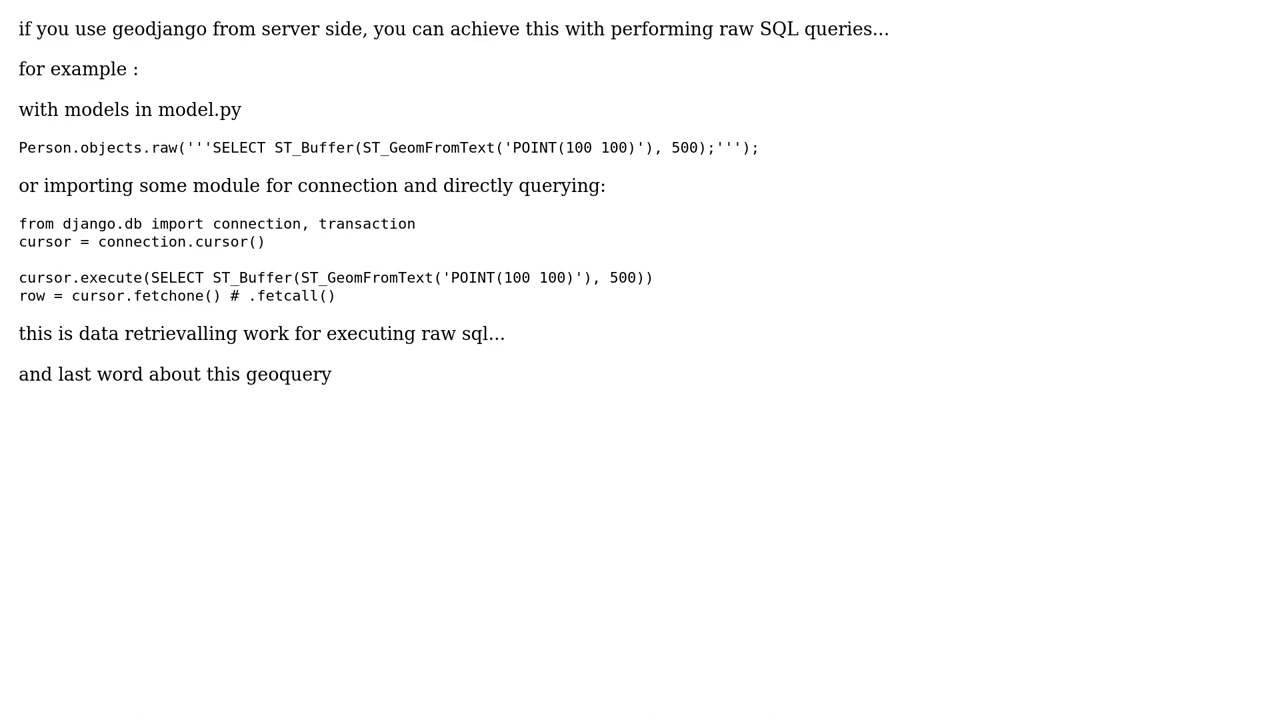 if you use geodjango from server side, you can achieve this with performing raw SQL queries...
for example :
with models in model.py
Person.objects.raw('''SELECT ST_Buffer(ST_GeomFromText('POINT(100 100)'), 500);''');
or importing some module for connection and directly querying:
from django.db import connection, transaction
cursor = connection.cursor()
cursor.execute(SELECT ST_Buffer(ST_GeomFromText('POINT(100 100)'), 500))
row = cursor.fetchone() # .fetcall()
this is data retrievalling work for executing raw sql...
and last word about this geoquery